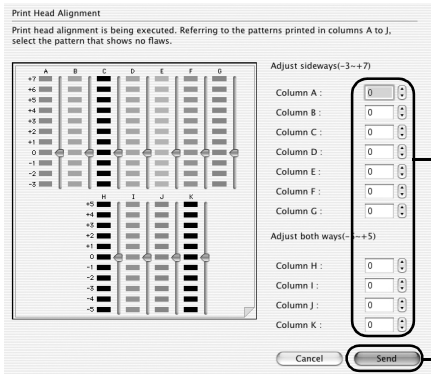 Print Head Alignment
Print head alignment is being executed. Referring to the patterns printed in columns A to J,
select the pattern that shows no flaws.
A B C D E F G
+7
+6
+5
+4
+3
+2
+1
0
-1
-2
-3
H I J K
+5
+4
+3
+2
+1
0
-1
-2
-3
-4
-5
Adjust sideways(-3~+7)
Column A : 0
Column B : 0
Column C : 0
Column D : 0
Column E : 0
Column F : 0
Column G : 0
Adjust both ways(-5~+5)
Column H : 0
Column I : 0
Column J : 0
Column K : 0
Cancel Send